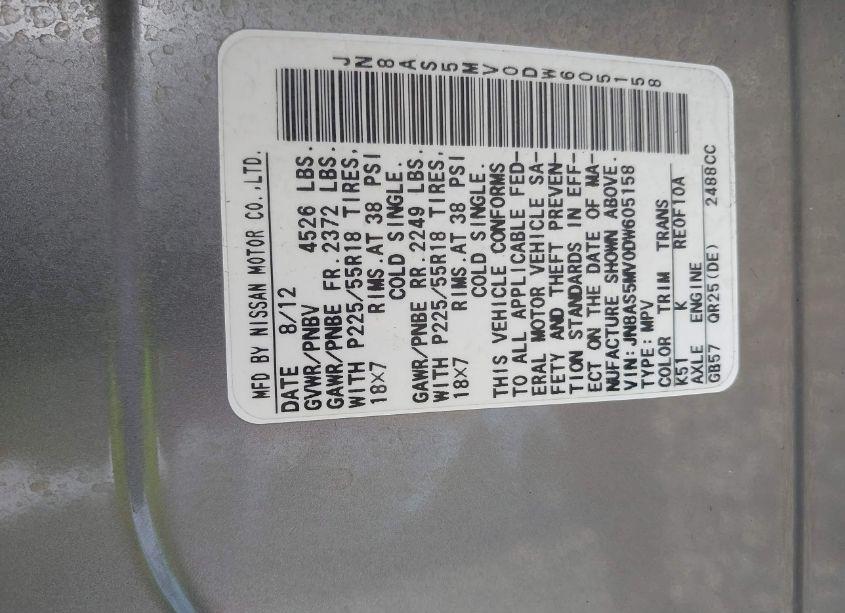 MFD BY NISSAN MOTOR CO.,LTD.
DATE 8/12
GVWR/PNBV 4526 LBS.
GAWR/PNBE FR.2372 LBS.
WITH P225/55R18 TIRES,
18X7 RIMS.AT 38 PSI
COLD SINGLE.
GAWR/PNBE RR.2249 LBS.
WITH P225/55R18 TIRES,
18X7 RIMS.AT 38 PSI
COLD SINGLE.
THIS VEHICLE CONFORMS
TO ALL APPLICABLE FED-
ERAL MOTOR VEHICLE SA-
FETY AND THEFT PREVEN-
TION STANDARDS IN EFF-
ECT ON THE DATE OF MA-
NUFACTURE SHOWN ABOVE.
VIN:JN8AS5MV0DW605158
TYPE:MPV
COLOR TRIM TRANS
K51 K RE0F10A
AXLE ENGINE
GB57 QR25(DE) 2488CC
JN8AS5MV0DW605158